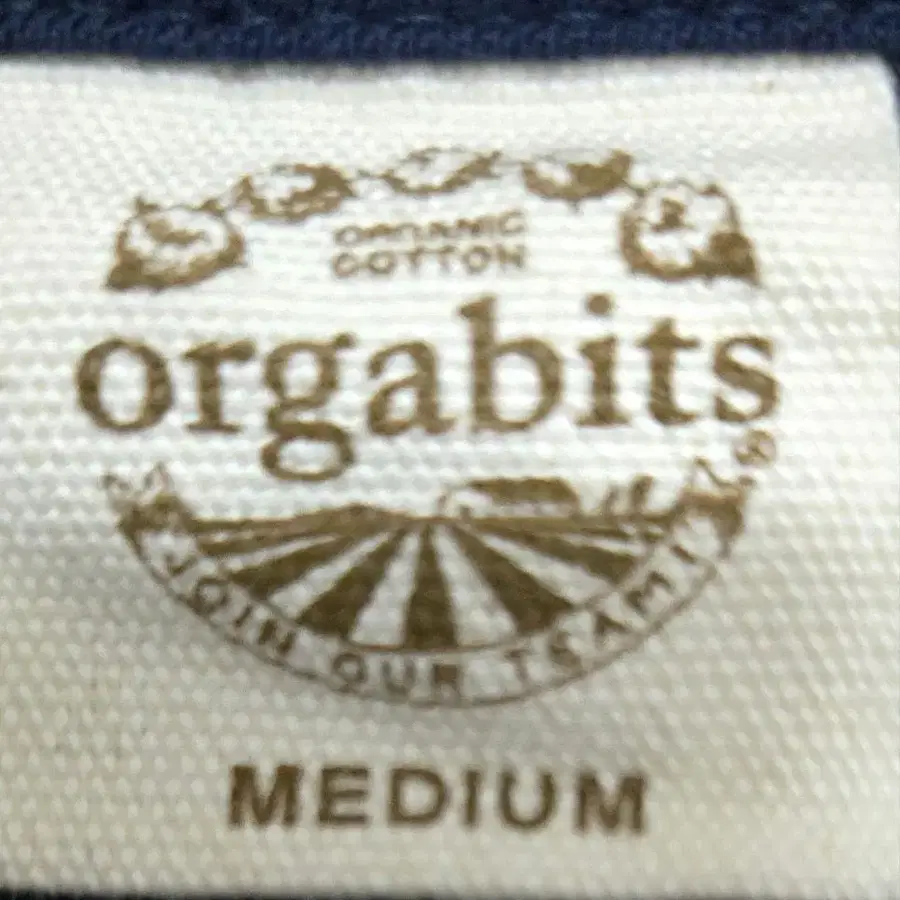 ORGANIC
COTTON
orgabits
®
JOIN OUR TEAM!
MEDIUM